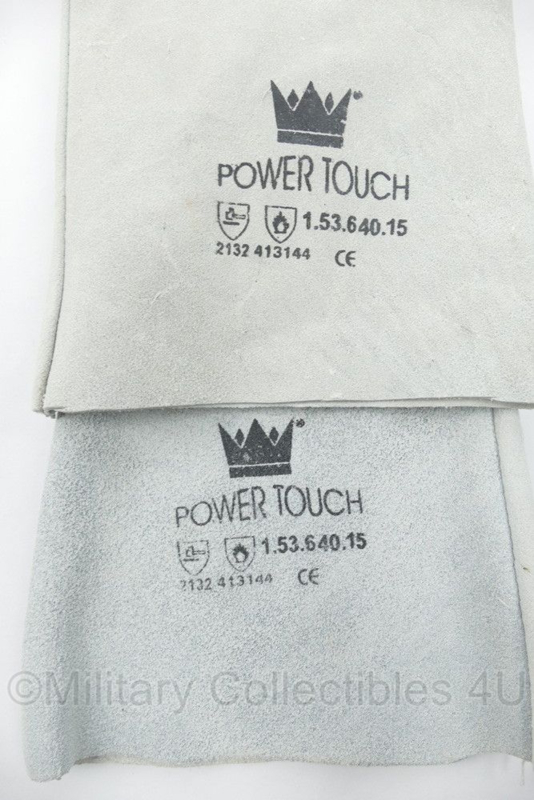 POWER TOUCH
1.53.640.15
2132 413144 CE
POWER TOUCH
1.53.640.15
2132 413144 CE
©Military Collectibles 4U